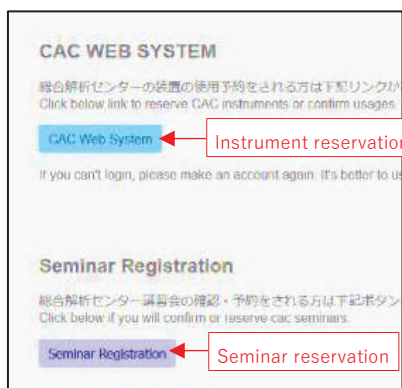 CAC WEB SYSTEM
総合解析センターの装置の使用予約をされる方は下記リンクか
Click below link to reserve CAC instruments or confirm usages
CAC Web System
Instrument reservation
If you can't login, please make an account again. It's better to us
Seminar Registration
総合解析センター講習会の確認・予約をされる方は下記ボタン
Click below if you will confirm or reserve cac seminars.
Seminar Registration
Seminar reservation